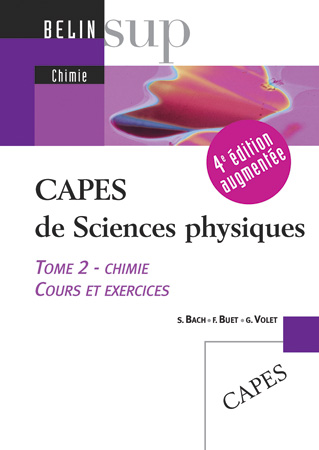 BELIN sup
Chimie
4e édition
augmentée
CAPES
de Sciences physiques
TOME 2 - CHIMIE
COURS ET EXERCICES
S. BACH • F. BUET • G. VOLET
CAPES